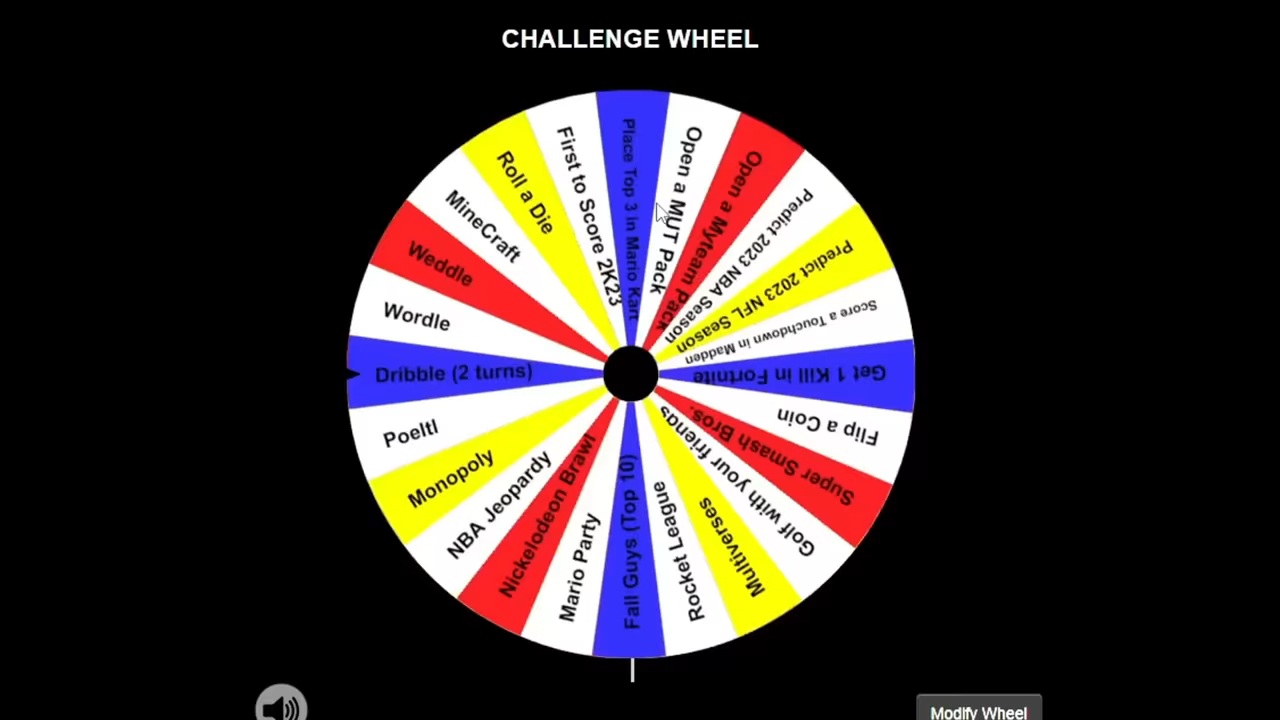 CHALLENGE WHEEL
Place Top 3 in Mario Kart
Open a MUT Pack
Open a Myteam Pack
Predict 2023 NBA Season
Predict 2023 NFL Season
Score a Touchdown in Madden
Get 1 Kill in Fortnite
Flip a Coin
Super Smash Bros.
Golf with your friends
Multiverses
Rocket League
Fall Guys (Top 10)
Mario Party
Nickelodeon Brawl
NBA Jeopardy
Monopoly
Poeltl
Dribble (2 turns)
Wordle
Weddle
MineCraft
Roll a Die
First to Score 2K23
Modify Wheel